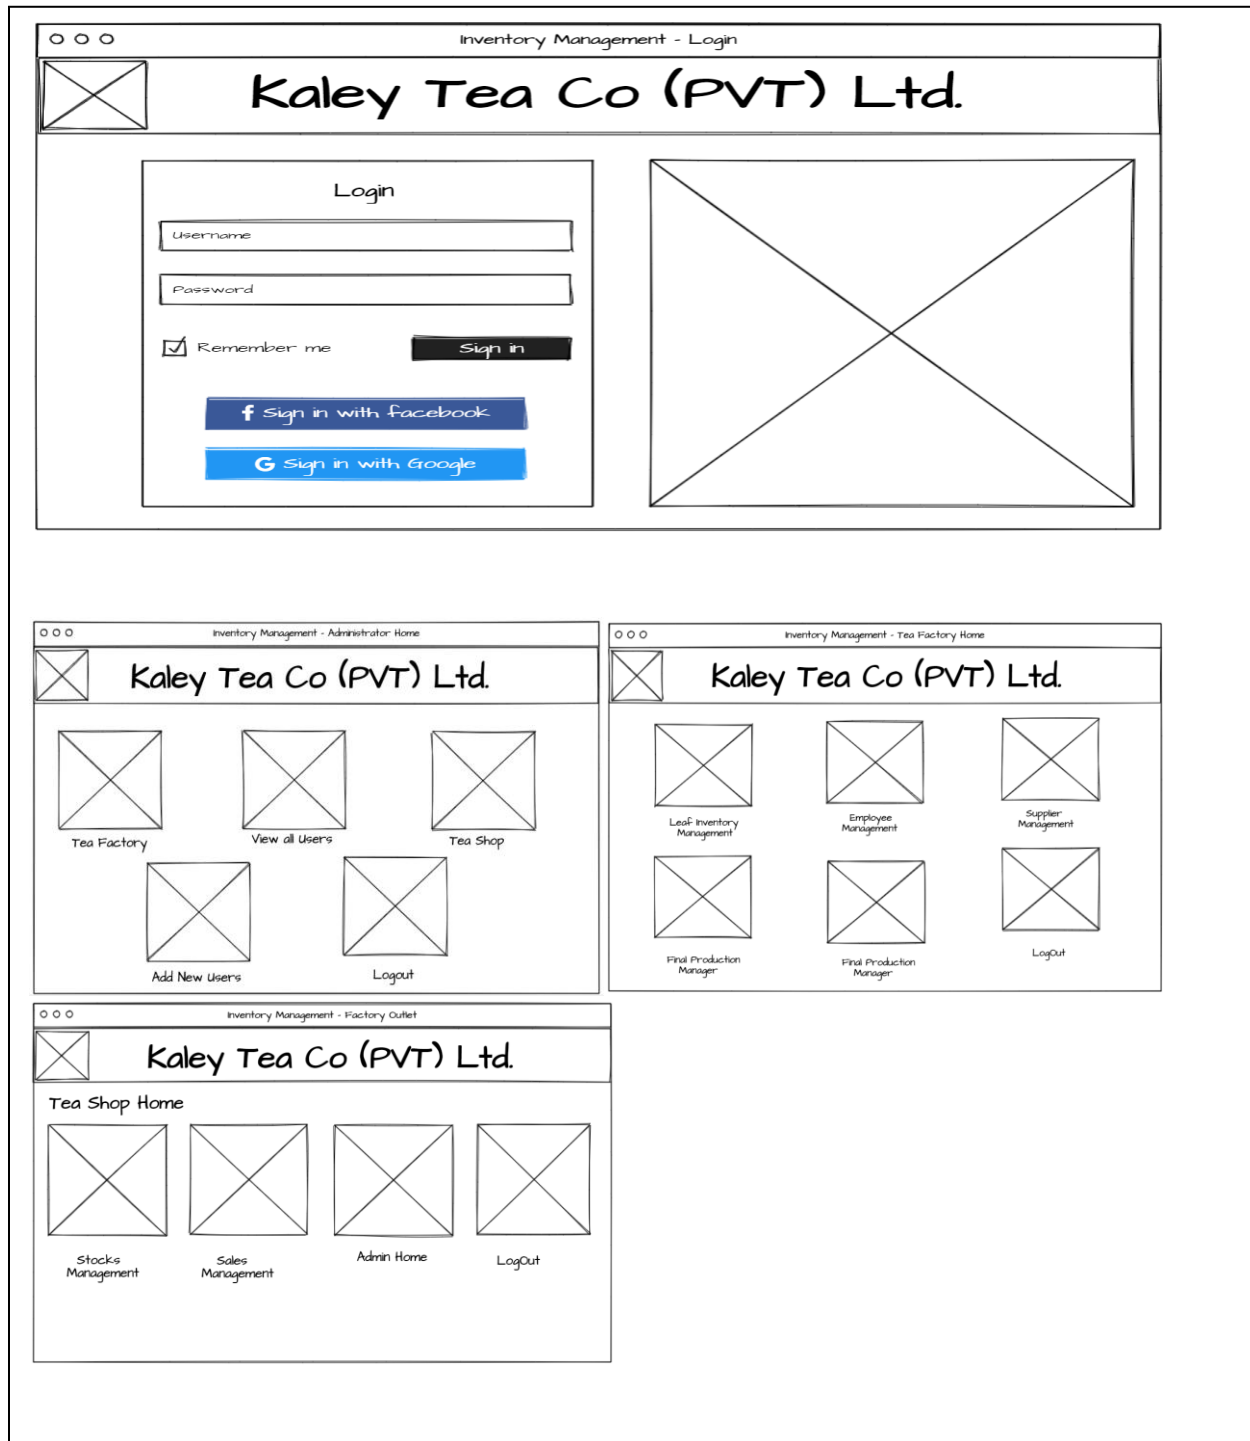 Inventory Management - Login
Kaley Tea Co (PVT) Ltd.
Login
Username
Password
Remember me
Sign in
Sign in with facebook
G Sign in with Google
Inventory Management - Administrator Home
Kaley Tea Co (PVT) Ltd.
Tea Factory
View all Users
Tea Shop
Add New Users
Logout
Inventory Management - Tea Factory Home
Kaley Tea Co (PVT) Ltd.
Leaf Inventory
Management
Employee
Management
Supplier
Management
Final Production
Manager
Final Production
Manager
LogOut
Inventory Management - Factory Outlet
Kaley Tea Co (PVT) Ltd.
Tea Shop Home
Stocks
Management
Sales
Management
Admin Home
LogOut